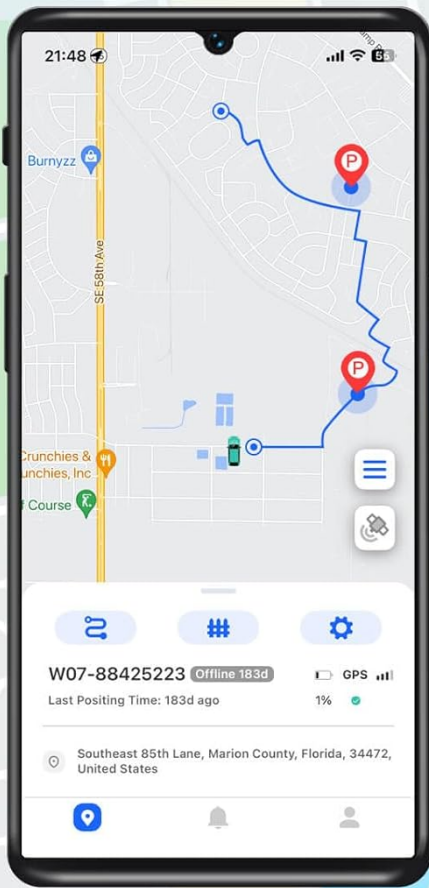 21:48
55
Burnyzz
SE 58th Ave
P
P
Crunchies &
unchies, Inc
f Course
W07-88425223 Offline 183d
GPS
Last Positing Time: 183d ago
1%
Southeast 85th Lane, Marion County, Florida, 34472,
United States